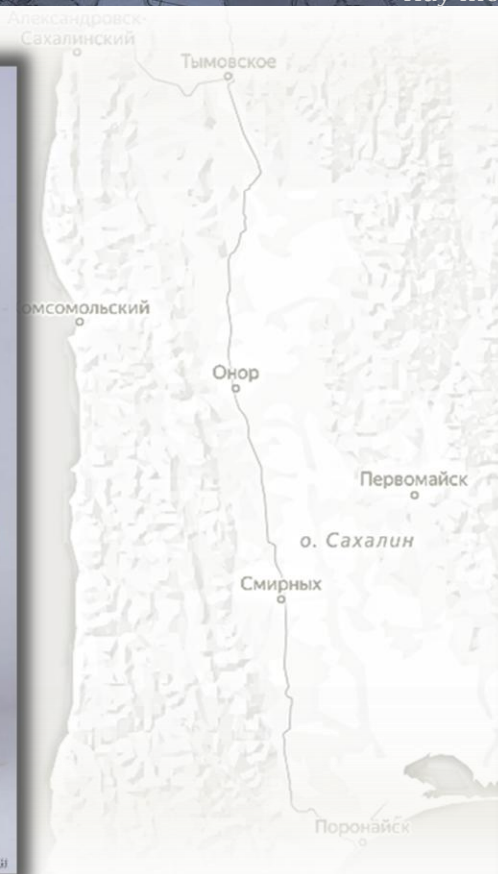 Александровск-
Сахалинский
Тымовское
омсомольский
Онор
Первомайск
о. Сахалин
Смирных
Поронайск